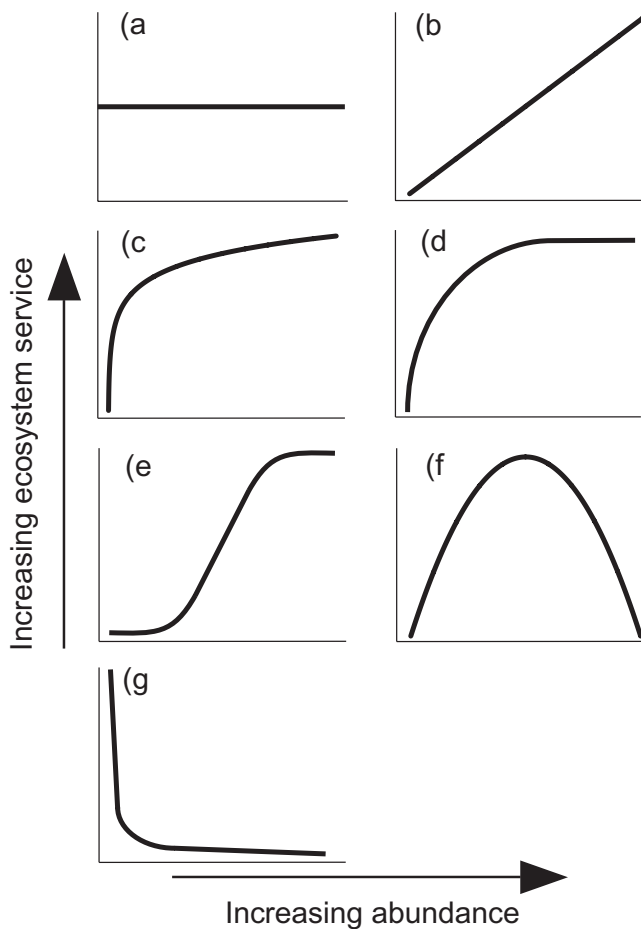 (a
(b
(c
(d
(e
(f
(g
Increasing ecosystem service
Increasing abundance